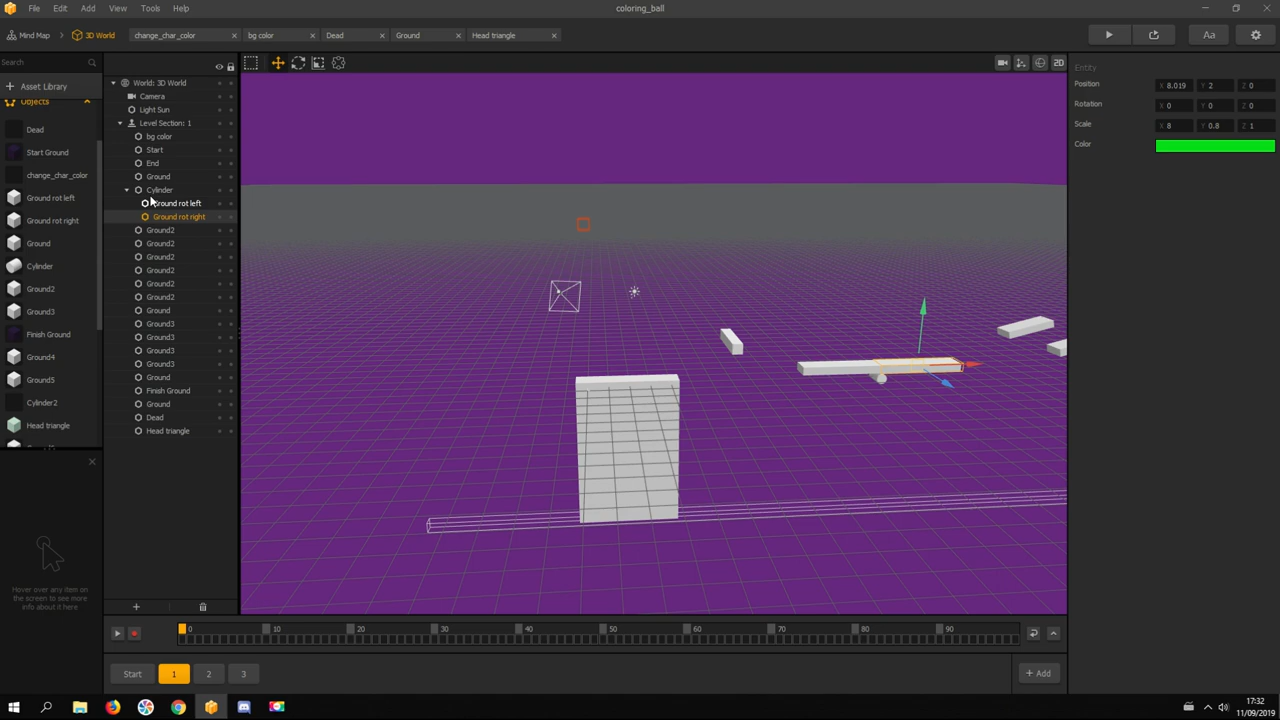 File Edit Add View Tools Help
coloring_ball
Mind Map 3D World change_char_color bg color Dead Ground Head triangle
Aa
Search
Asset Library
Objects
Dead
Start Ground
change_char_color
Ground rot left
Ground rot right
Ground
Cylinder
Ground2
Ground3
Finish Ground
Ground4
Ground5
Cylinder2
Head triangle
Hover over any item on
the screen to see more
info about it here
World: 3D World
Camera
Light Sun
Level Section: 1
bg color
Start
End
Ground
Cylinder
Ground rot left
Ground rot right
Ground2
Ground2
Ground2
Ground2
Ground2
Ground2
Ground
Ground3
Ground3
Ground3
Ground3
Ground
Finish Ground
Ground
Dead
Head triangle
2D
Entity
Position X 8.019 Y 2 Z 0
Rotation X 0 Y 0 Z 0
Scale X 8 Y 0.8 Z 1
Color
0 10 20 30 40 50 60 70 80 90
Start 1 2 3
+ Add
17:32
11/09/2019